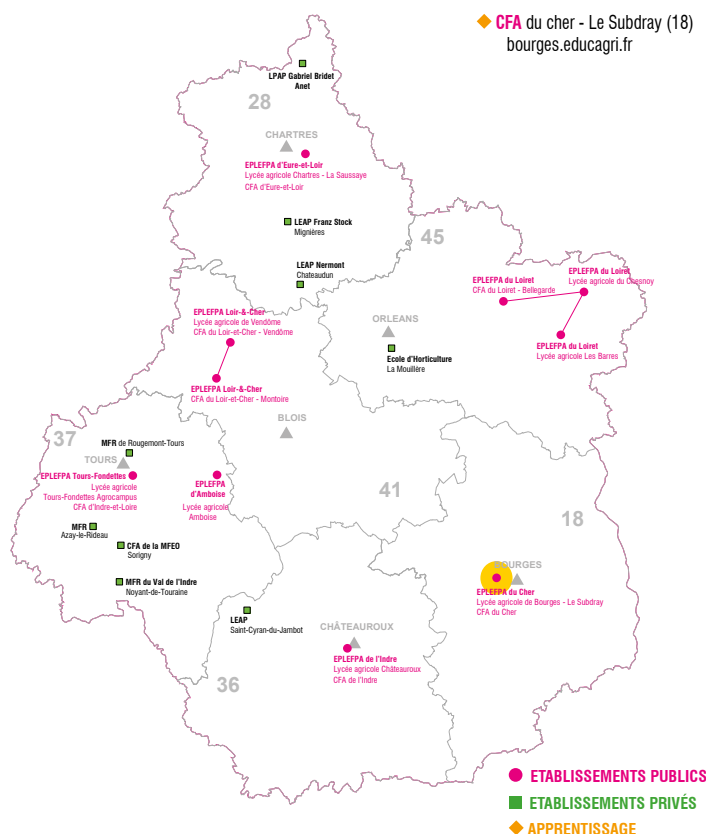 ◆ CFA du cher - Le Subdray (18)
bourges.educagri.fr
LPAP Gabriel Bridet
Anet
28
CHARTRES
EPLEFPA d'Eure-et-Loir
Lycée agricole Chartres - La Saussaye
CFA d'Eure-et-Loir
LEAP Franz Stock
Mignières
45
LEAP Nermont
Chateaudun
EPLEFPA du Loiret
CFA du Loiret - Bellegarde
EPLEFPA du Loiret
Lycée agricole du Chesnoy
EPLEFPA du Loiret
Lycée agricole Les Barres
EPLEFPA Loir-&-Cher
Lycée agricole de Vendôme
CFA du Loir-et-Cher - Vendôme
ORLEANS
Ecole d'Horticulture
La Mouillère
EPLEFPA Loir-&-Cher
CFA du Loir-et-Cher - Montoire
BLOIS
37
MFR de Rougemont-Tours
TOURS
EPLEFPA Tours-Fondettes
Lycée agricole
Tours-Fondettes Agrocampus
CFA d'Indre-et-Loire
EPLEFPA
d'Amboise
Lycée agricole
Amboise
41
18
MFR
Azay-le-Rideau
CFA de la MFEO
Sorigny
MFR du Val de l'Indre
Noyant-de-Touraine
BOURGES
EPLEFPA du Cher
Lycée agricole de Bourges - Le Subdray
CFA du Cher
LEAP
Saint-Cyran-du-Jambot
CHÂTEAUROUX
EPLEFPA de l'Indre
Lycée agricole Châteauroux
CFA de l'Indre
36
ETABLISSEMENTS PUBLICS
ETABLISSEMENTS PRIVÉS
APPRENTISSAGE